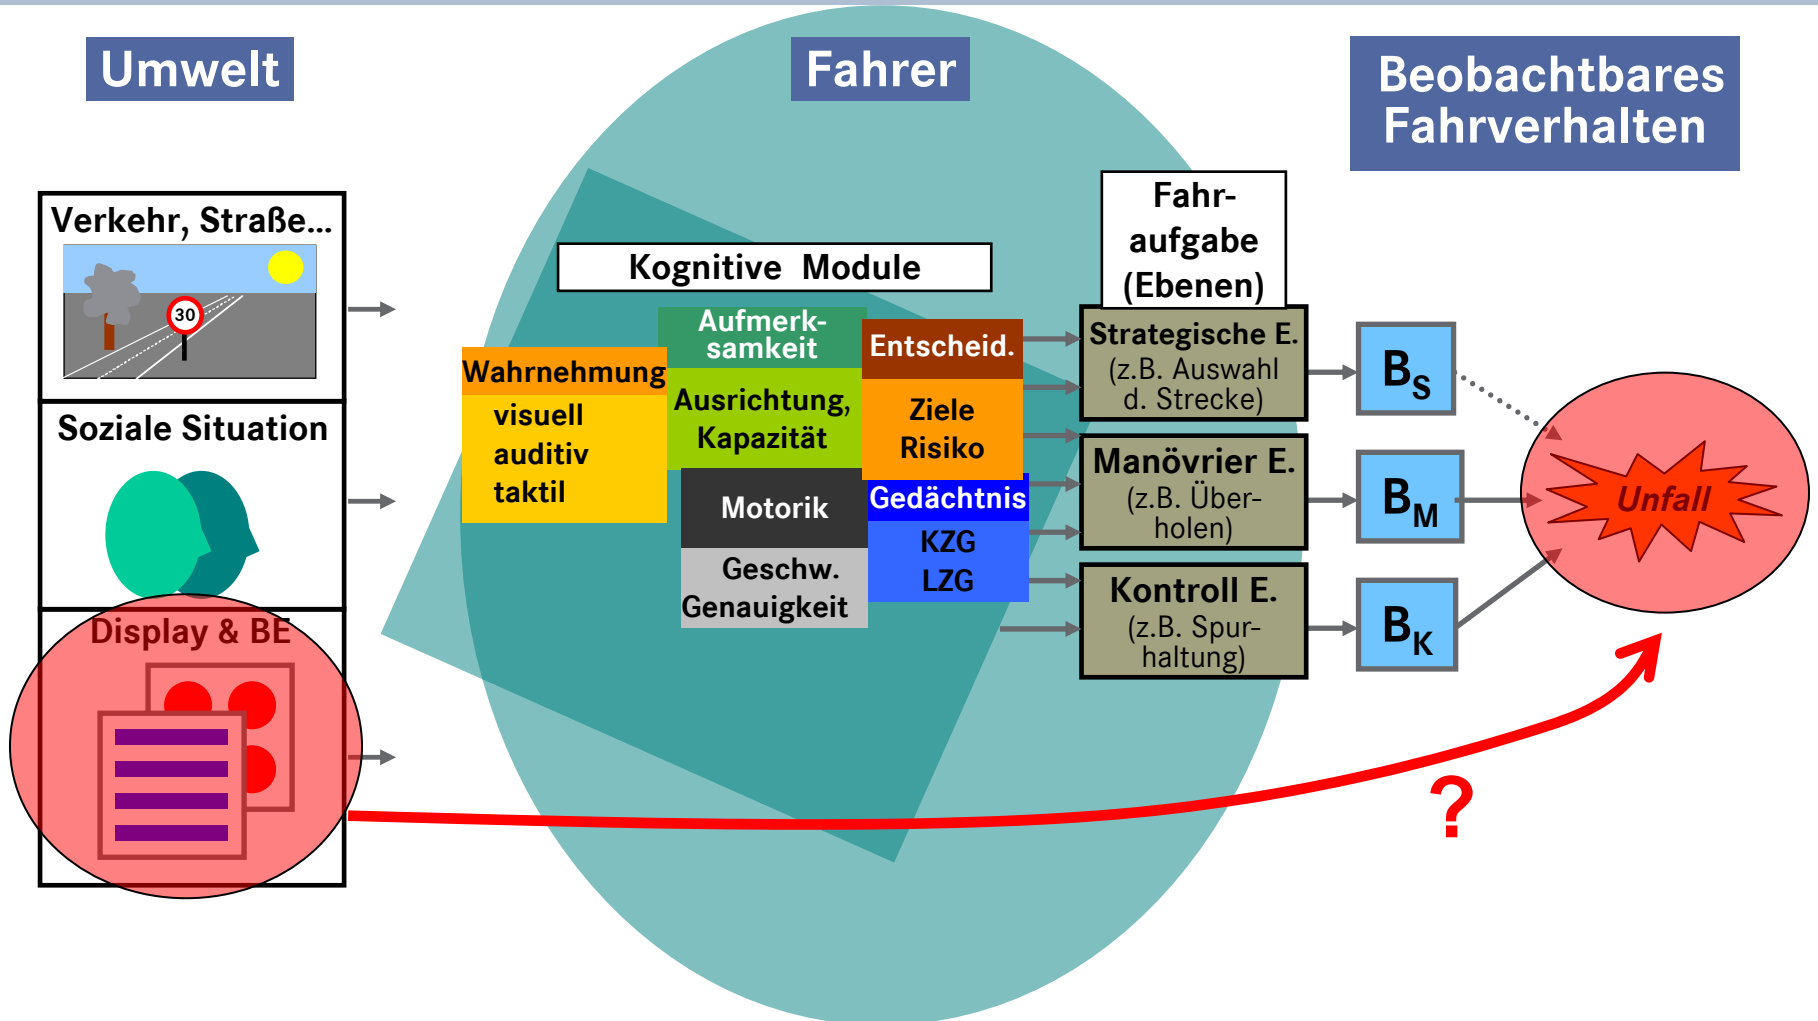 Umwelt
Fahrer
Beobachtbares
Fahrverhalten
Verkehr, Straße...
30
Soziale Situation
Display & BE
Kognitive Module
Wahrnehmung
visuell
auditiv
taktil
Aufmerk-
samkeit
Ausrichtung,
Kapazität
Entscheid.
Ziele
Risiko
Motorik
Geschw.
Genauigkeit
Gedächtnis
KZG
LZG
Fahr-
aufgabe
(Ebenen)
Strategische E.
(z.B. Auswahl
d. Strecke)
Manövrier E.
(z.B. Über-
holen)
Kontroll E.
(z.B. Spur-
haltung)
BS
BM
BK
Unfall
?